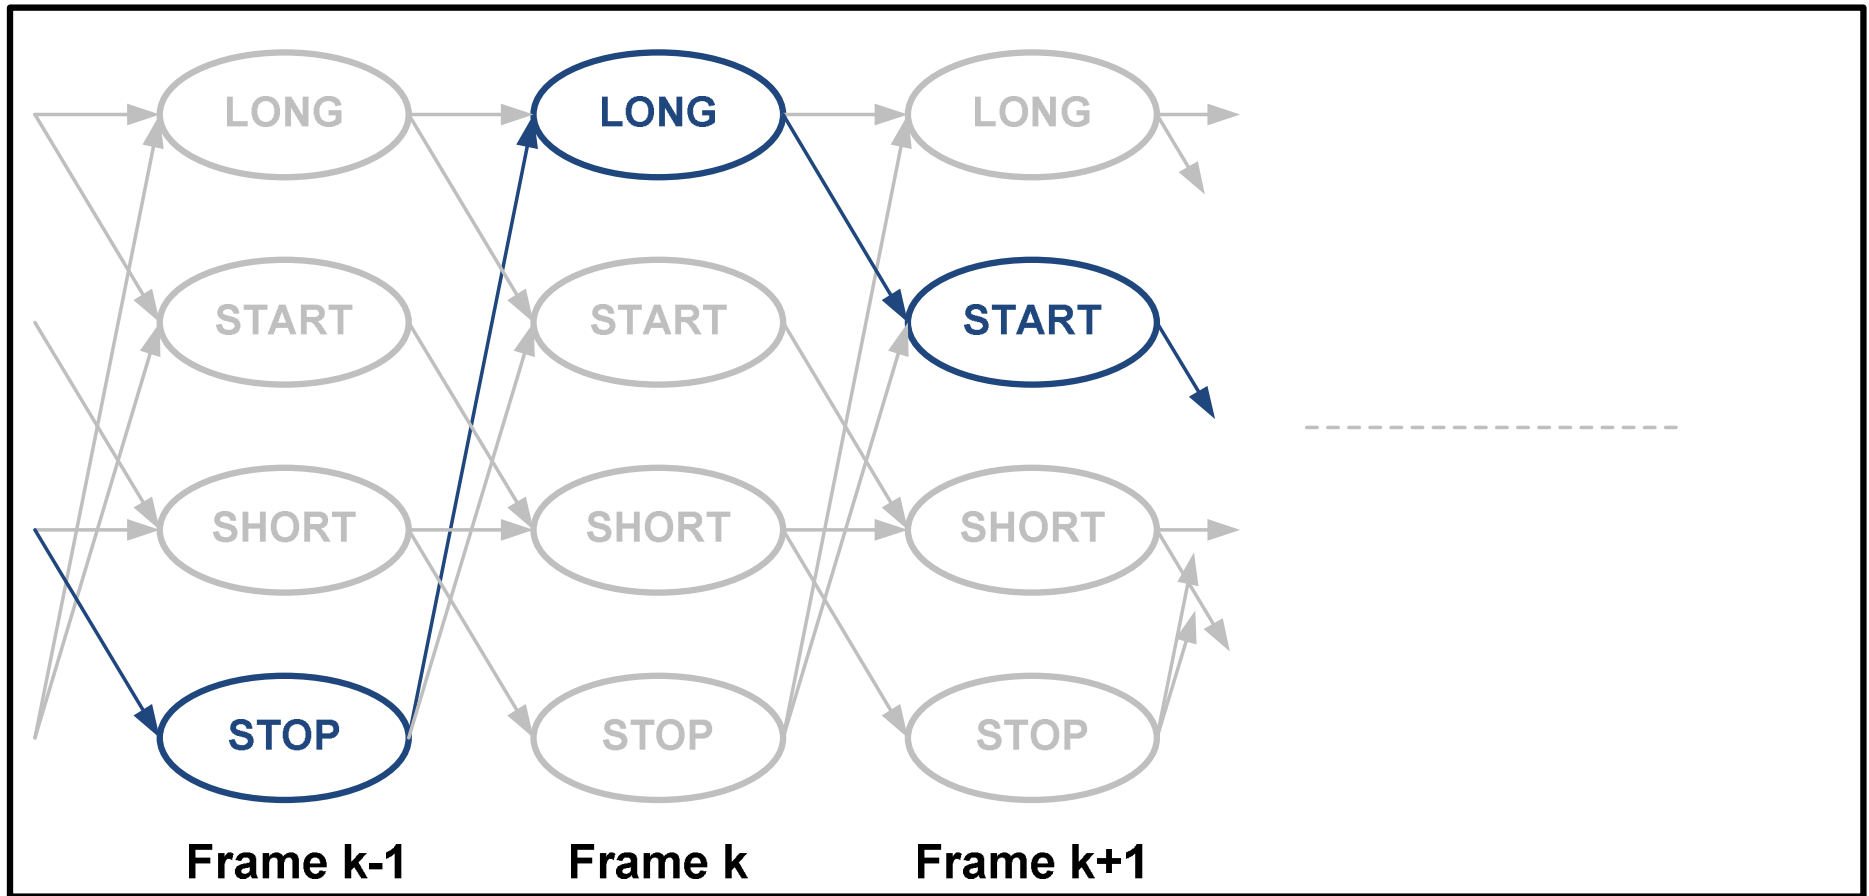 LONG LONG LONG
START START START
SHORT SHORT SHORT
STOP STOP STOP
Frame k-1 Frame k Frame k+1